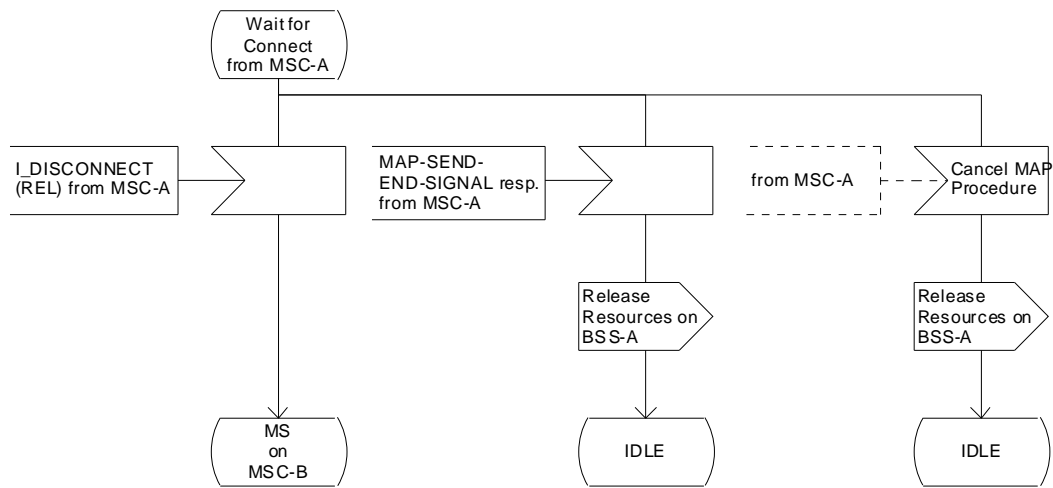 Wait for
Connect
from MSC-A
I_DISCONNECT
(REL) from MSC-A
MAP-SEND-
END-SIGNAL resp.
from MSC-A
from MSC-A
Cancel MAP
Procedure
Release
Resources on
BSS-A
Release
Resources on
BSS-A
MS
on
MSC-B
IDLE
IDLE